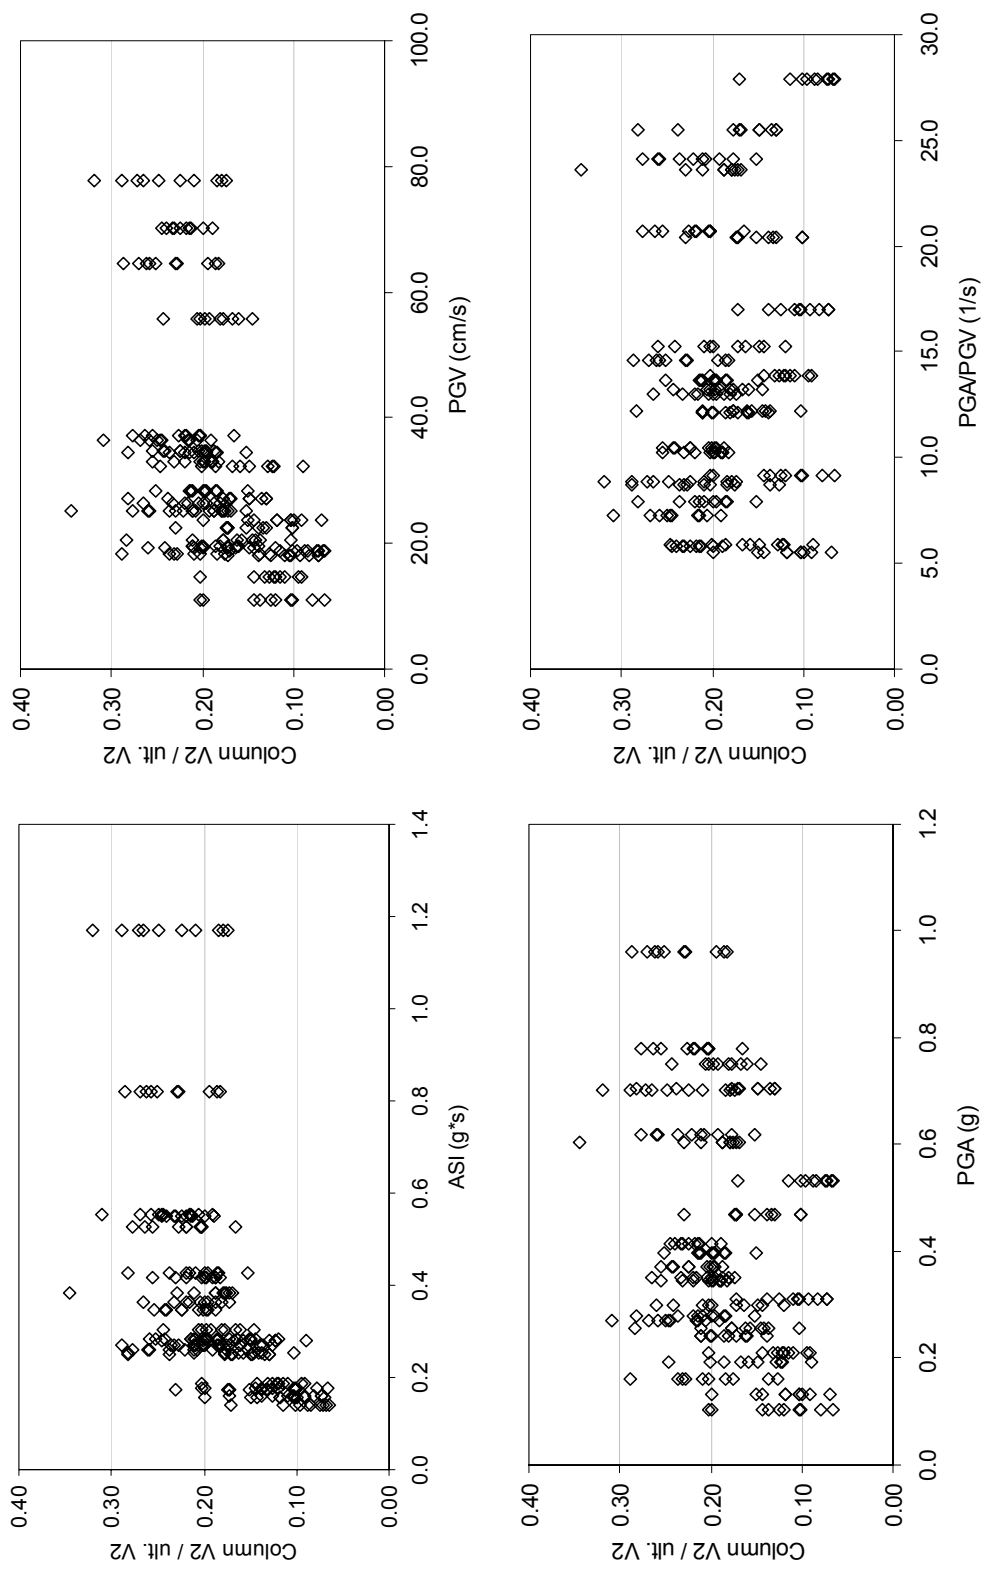 Column V2 / ult. V2
0.40
0.30
0.20
0.10
0.00
0.0 0.2 0.4 0.6 0.8 1.0 1.2 1.4
ASI (g*s)
Column V2 / ult. V2
0.40
0.30
0.20
0.10
0.00
0.0 20.0 40.0 60.0 80.0 100.0
PGV (cm/s)
Column V2 / ult. V2
0.40
0.30
0.20
0.10
0.00
0.0 0.2 0.4 0.6 0.8 1.0 1.2
PGA (g)
Column V2 / ult. V2
0.40
0.30
0.20
0.10
0.00
0.0 5.0 10.0 15.0 20.0 25.0 30.0
PGA/PGV (1/s)